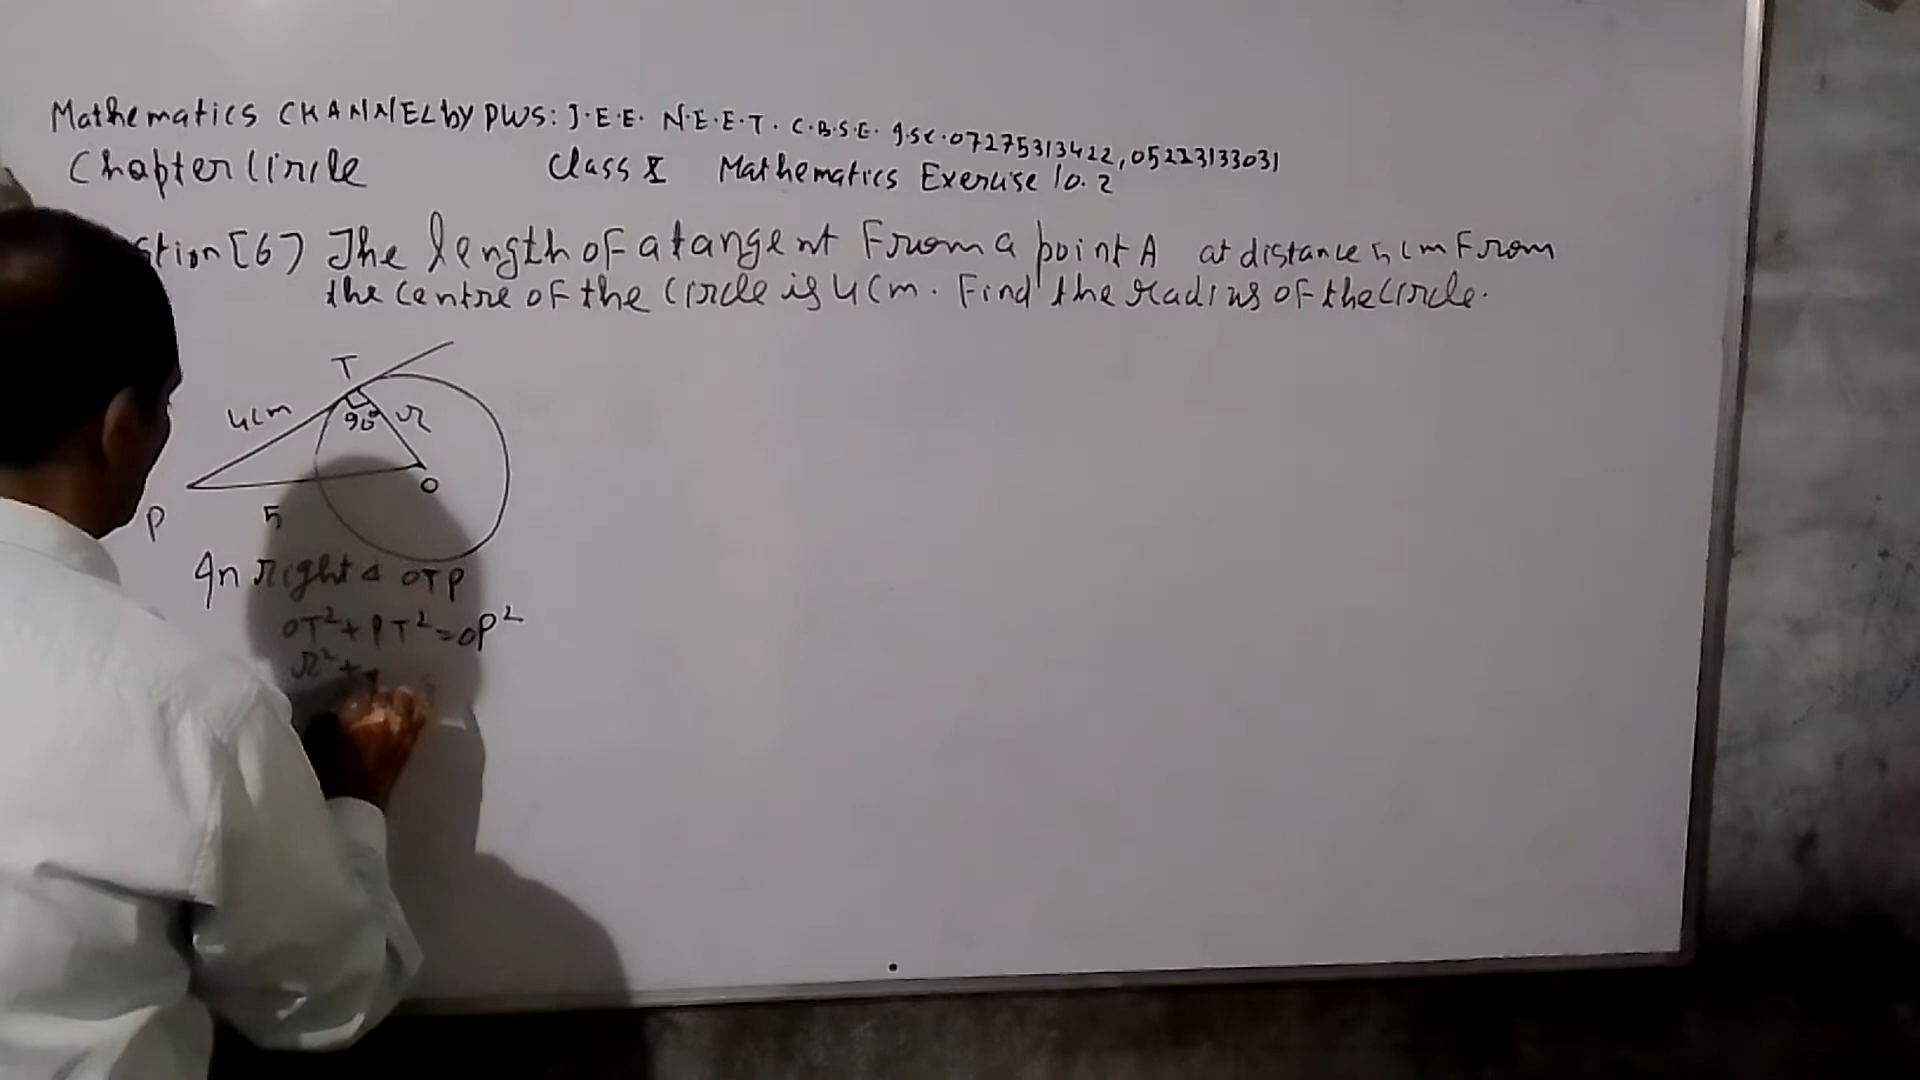 Mathematics CHANNEL by PWS: J.E.E. N.E.E.T. C.B.S.E. I.S.C. 07275313422, 05223133031
Chapter Circle Class X Mathematics Exercise 10.2
stion [6] The length of a tangent From a point A at distance 5 cm From
the centre of the circle is 4 cm. Find the radius of the circle.
T
4 cm
90° r
O
P
5
In right △ OTP
OT² + PT² = OP²
r² +